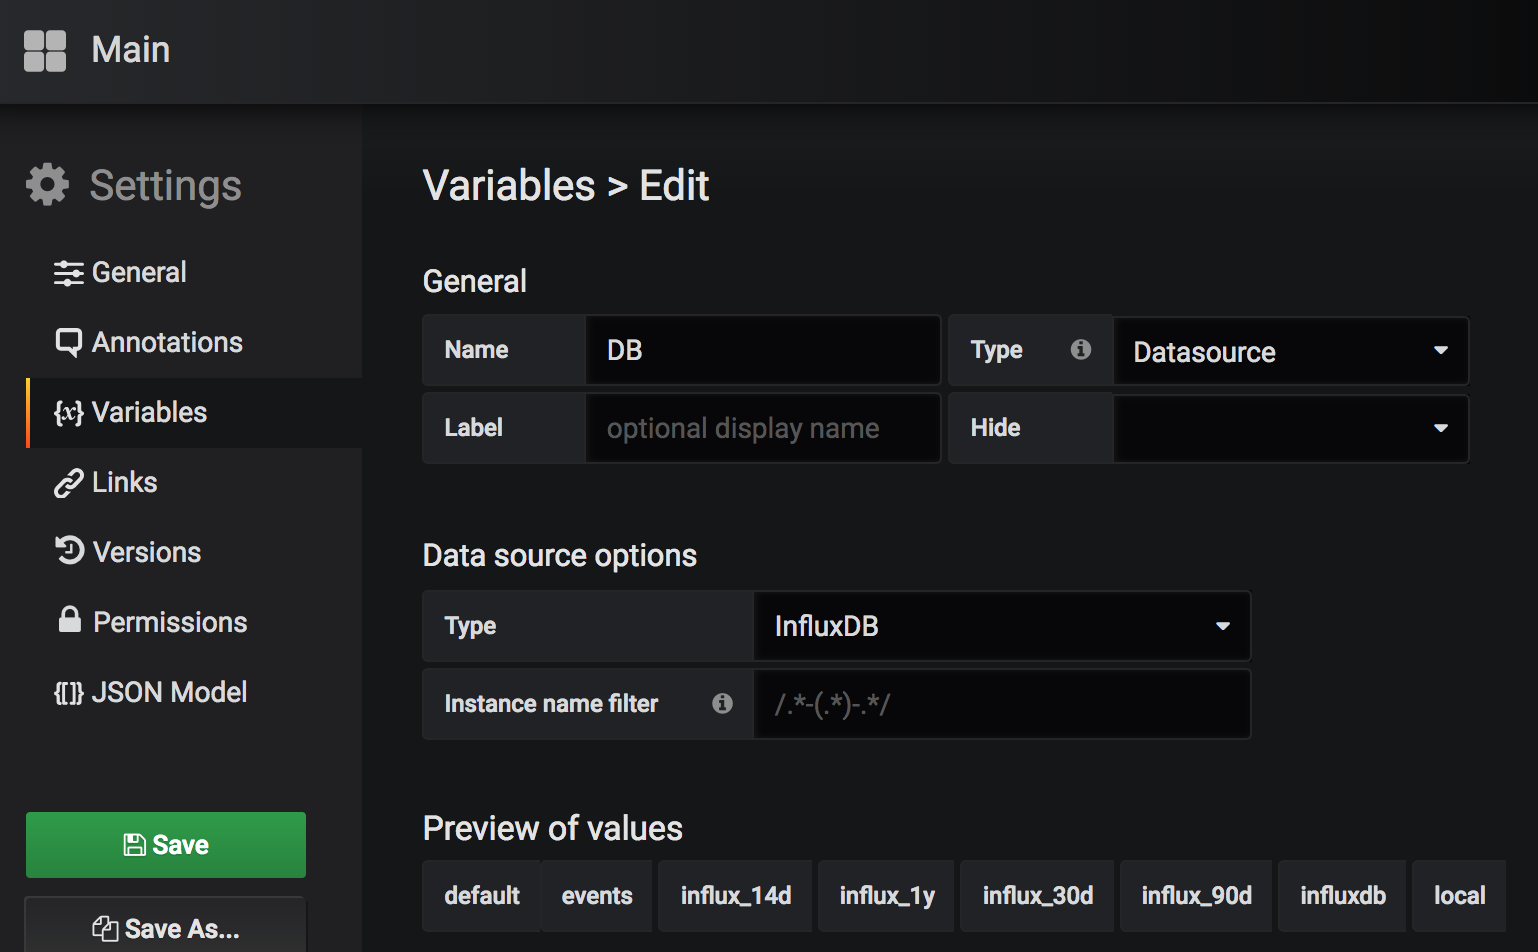 Main
Settings
General
Annotations
{x} Variables
Links
Versions
Permissions
{[]} JSON Model
Save
Save As...
Variables > Edit
General
Name DB Type Datasource
Label optional display name Hide
Data source options
Type InfluxDB
Instance name filter /.*-(.*)-.*/
Preview of values
default events influx_14d influx_1y influx_30d influx_90d influxdb local